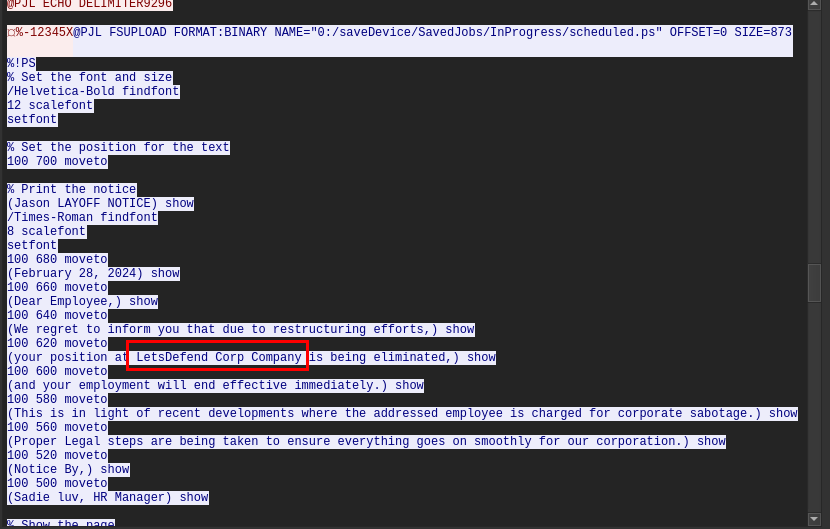 @PJL ECHO DELIMITER9296
□%-12345X@PJL FSUPLOAD FORMAT:BINARY NAME="0:/saveDevice/SavedJobs/InProgress/scheduled.ps" OFFSET=0 SIZE=873
%!PS
% Set the font and size
/Helvetica-Bold findfont
12 scalefont
setfont
% Set the position for the text
100 700 moveto
% Print the notice
(Jason LAYOFF NOTICE) show
/Times-Roman findfont
8 scalefont
setfont
100 680 moveto
(February 28, 2024) show
100 660 moveto
(Dear Employee,) show
100 640 moveto
(We regret to inform you that due to restructuring efforts,) show
100 620 moveto
(your position at LetsDefend Corp Company is being eliminated,) show
100 600 moveto
(and your employment will end effective immediately.) show
100 580 moveto
(This is in light of recent developments where the addressed employee is charged for corporate sabotage.) show
100 560 moveto
(Proper Legal steps are being taken to ensure everything goes on smoothly for our corporation.) show
100 520 moveto
(Notice By,) show
100 500 moveto
(Sadie luv, HR Manager) show
% Show the page